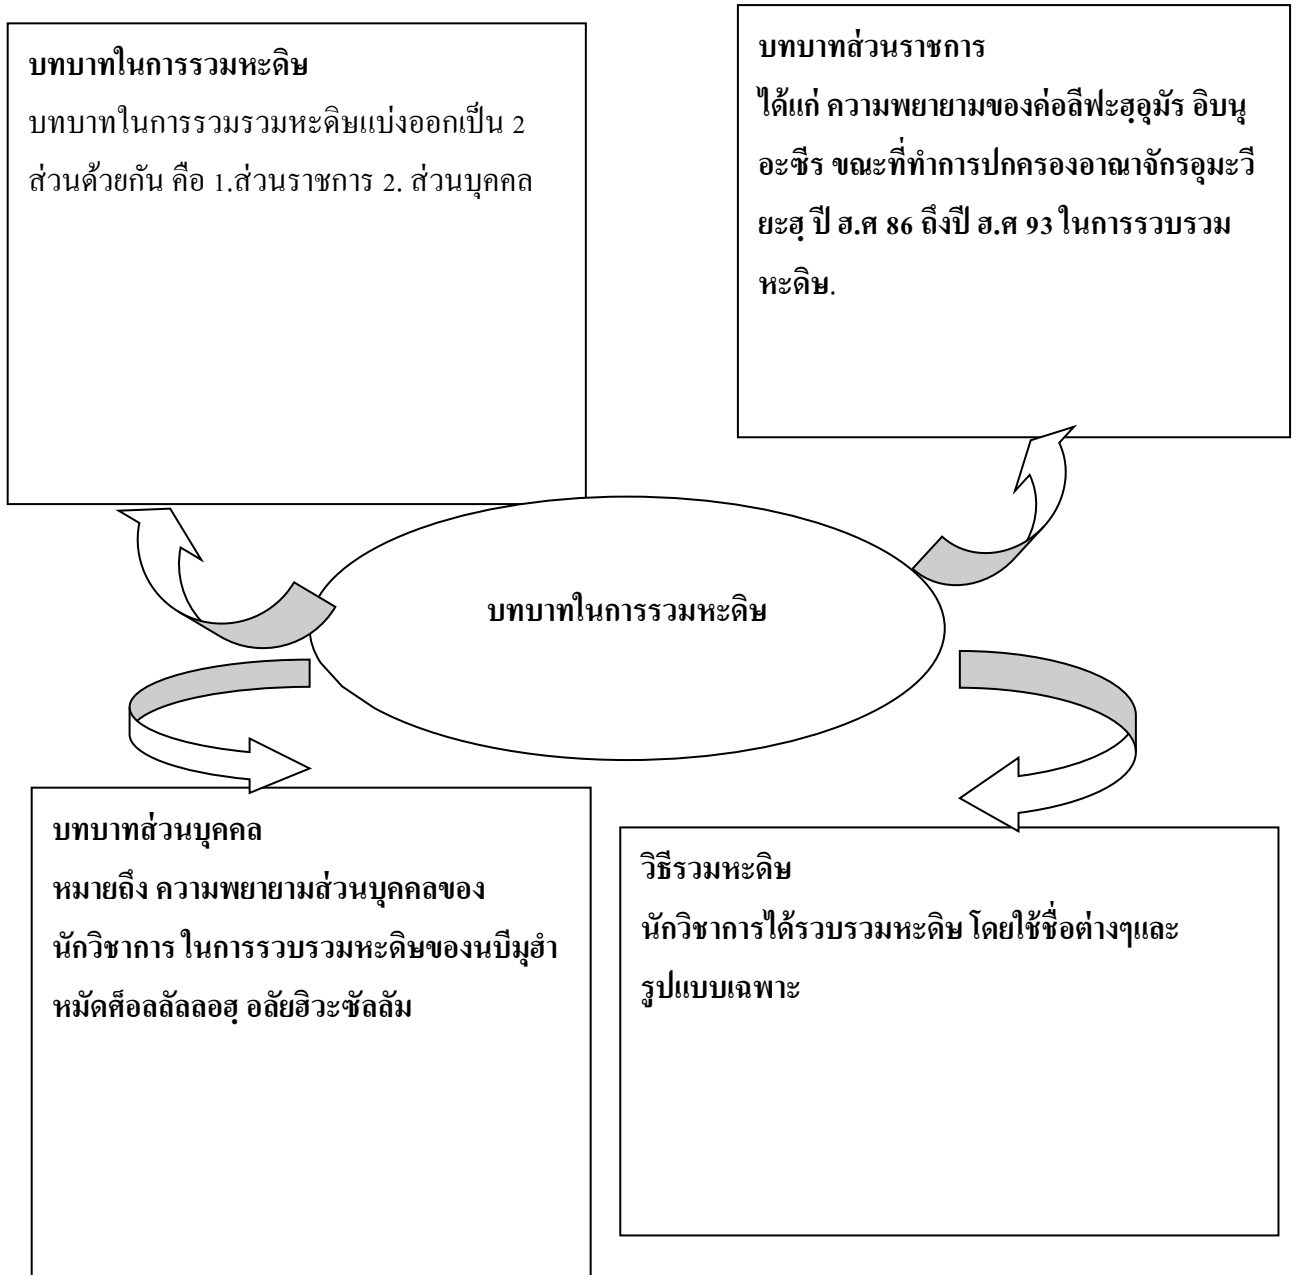 บทบาทในการรวมหะดิษ
บทบาทในการรวมรวมหะดิษแบ่งออกเป็น 2
ส่วนด้วยกัน คือ 1.ส่วนราชการ 2. ส่วนบุคคล
บทบาทส่วนราชการ
ได้แก่ ความพยายามของค่อลีฟะฮฺอุมัร อิบนุ
อะซีร ขณะที่ทำการปกครองอาณาจักรอุมะวี
ยะฮฺ ปี ฮ.ศ 86 ถึงปี ฮ.ศ 93 ในการรวบรวม
หะดิษ.
บทบาทในการรวมหะดิษ
บทบาทส่วนบุคคล
หมายถึง ความพยายามส่วนบุคคลของ
นักวิชาการ ในการรวบรวมหะดิษของนบีมุฮำ
หมัดศ็อลลัลลอฮฺ อลัยฮิวะซัลลัม
วิธีรวมหะดิษ
นักวิชาการได้รวบรวมหะดิษ โดยใช้ชื่อต่างๆและ
รูปแบบเฉพาะ